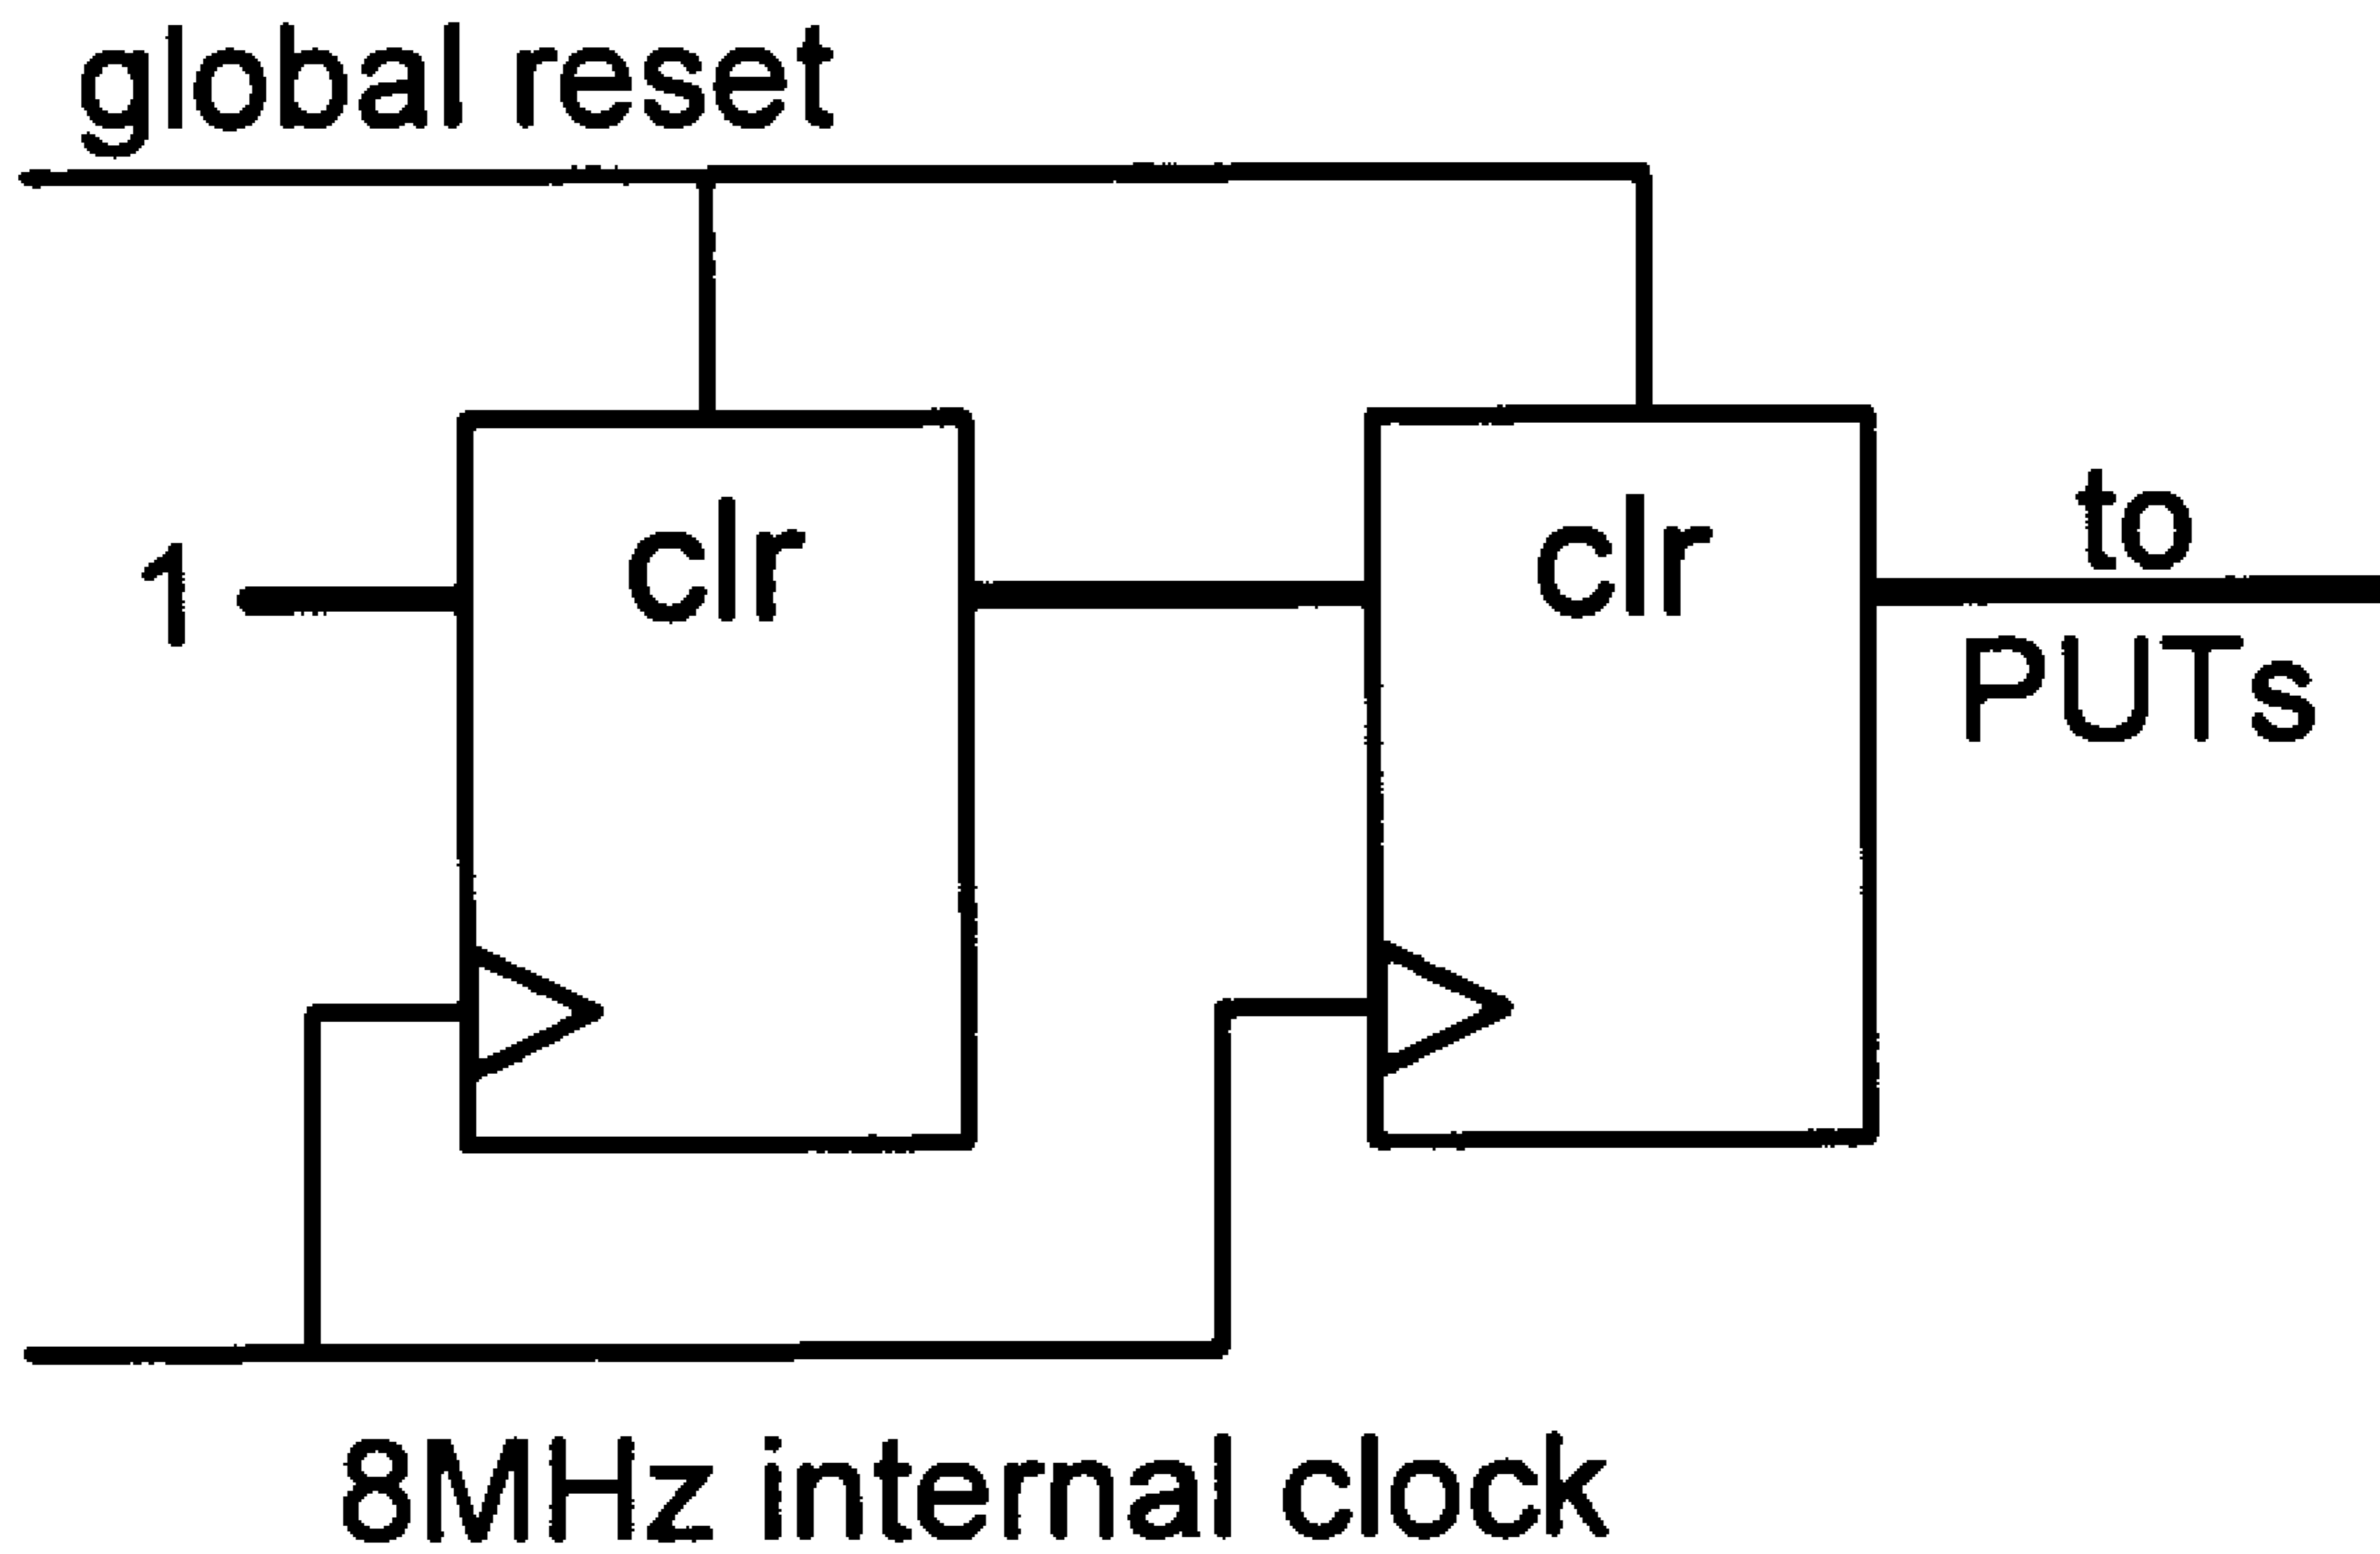 global reset
clr
clr
1
to
PUTs
8MHz internal clock